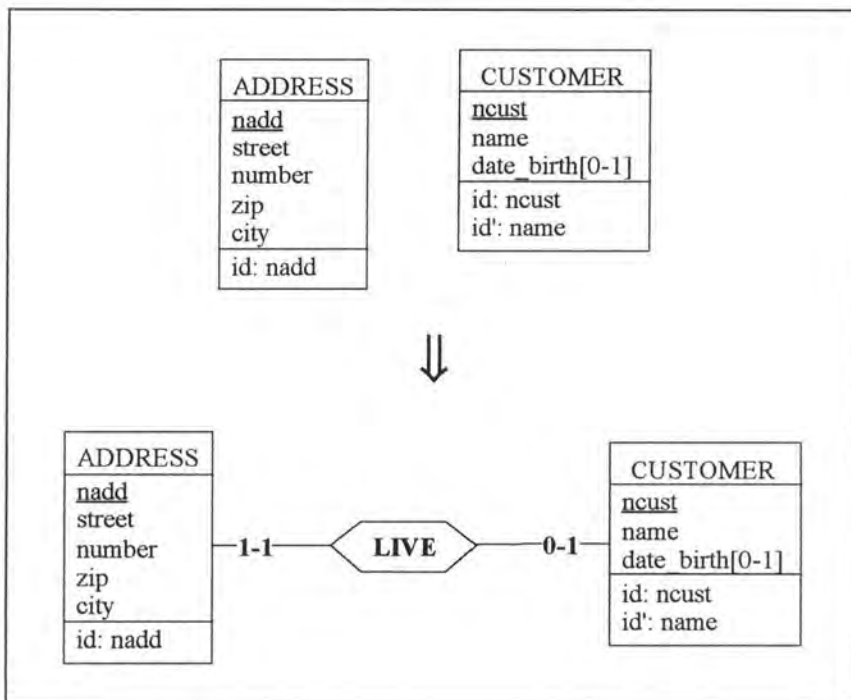 ADDRESS
nadd
street
number
zip
city
id: nadd
CUSTOMER
ncust
name
date_birth[0-1]
id: ncust
id': name
⇓
ADDRESS
nadd
street
number
zip
city
id: nadd
1-1
LIVE
0-1
CUSTOMER
ncust
name
date_birth[0-1]
id: ncust
id': name